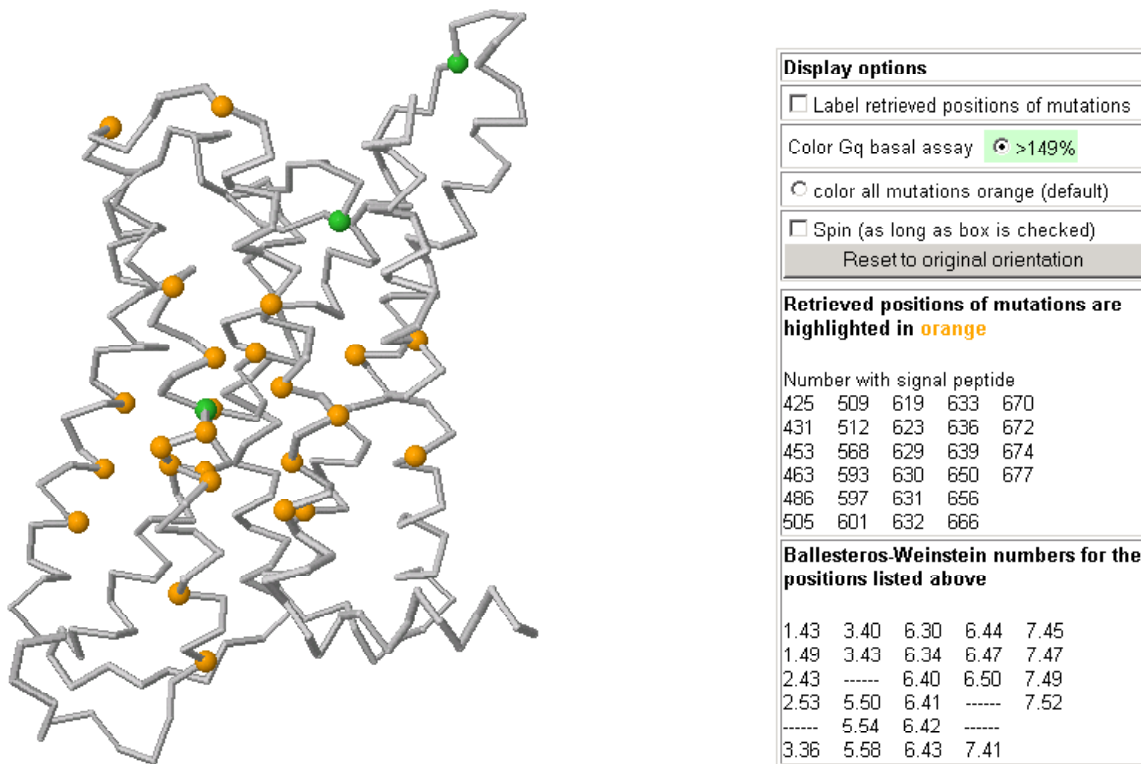 Display options
Label retrieved positions of mutations
Color Gq basal assay >149%
color all mutations orange (default)
Spin (as long as box is checked)
Reset to original orientation
Retrieved positions of mutations are
highlighted in orange
Number with signal peptide
425 509 619 633 670
431 512 623 636 672
453 568 629 639 674
463 593 630 650 677
486 597 631 656
505 601 632 666
Ballesteros-Weinstein numbers for the
positions listed above
1.43 3.40 6.30 6.44 7.45
1.49 3.43 6.34 6.47 7.47
2.43 ------ 6.40 6.50 7.49
2.53 5.50 6.41 ------ 7.52
------ 5.54 6.42 ------
3.36 5.58 6.43 7.41